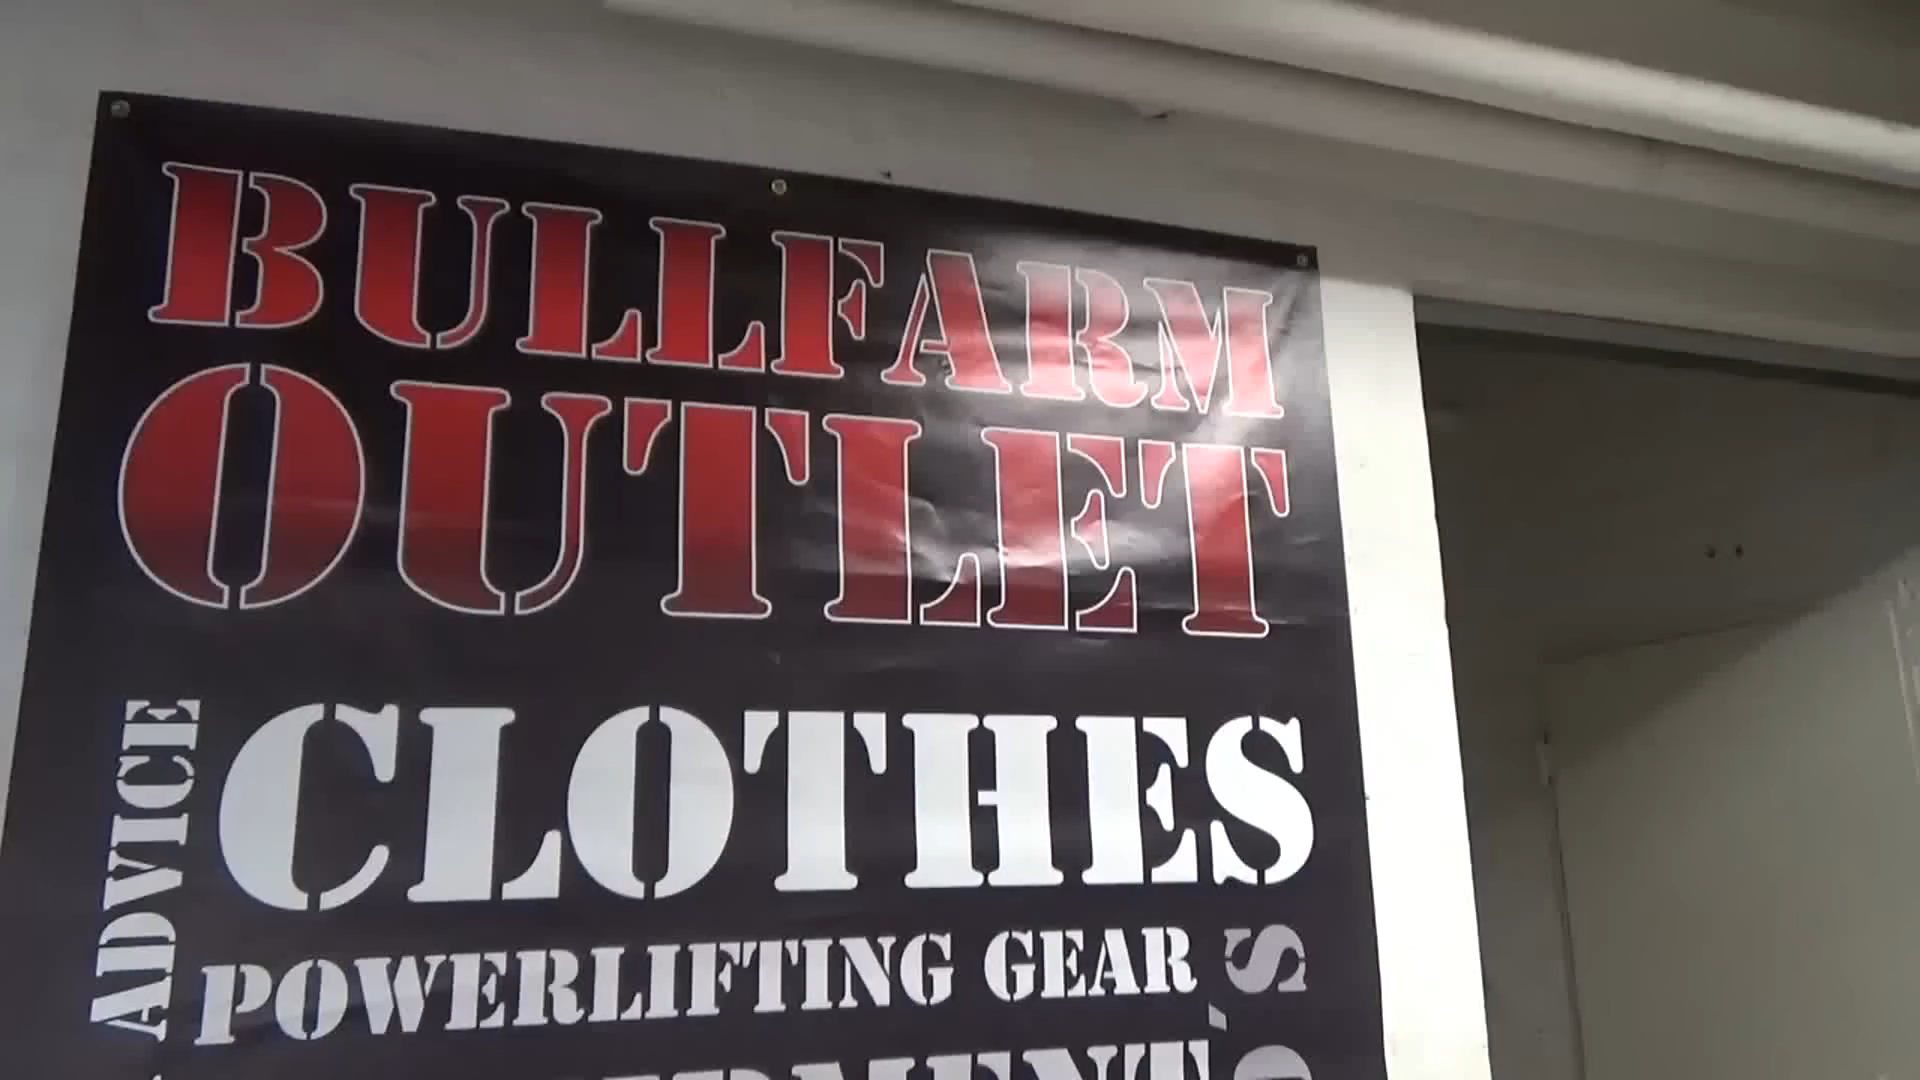 BULLFARM
OUTLET
ADVICE
CLOTHES
POWERLIFTING GEAR